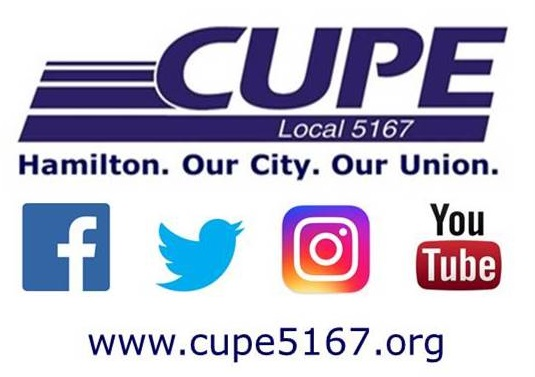 CUPE
Local 5167
Hamilton. Our City. Our Union.
f
You
Tube
www.cupe5167.org